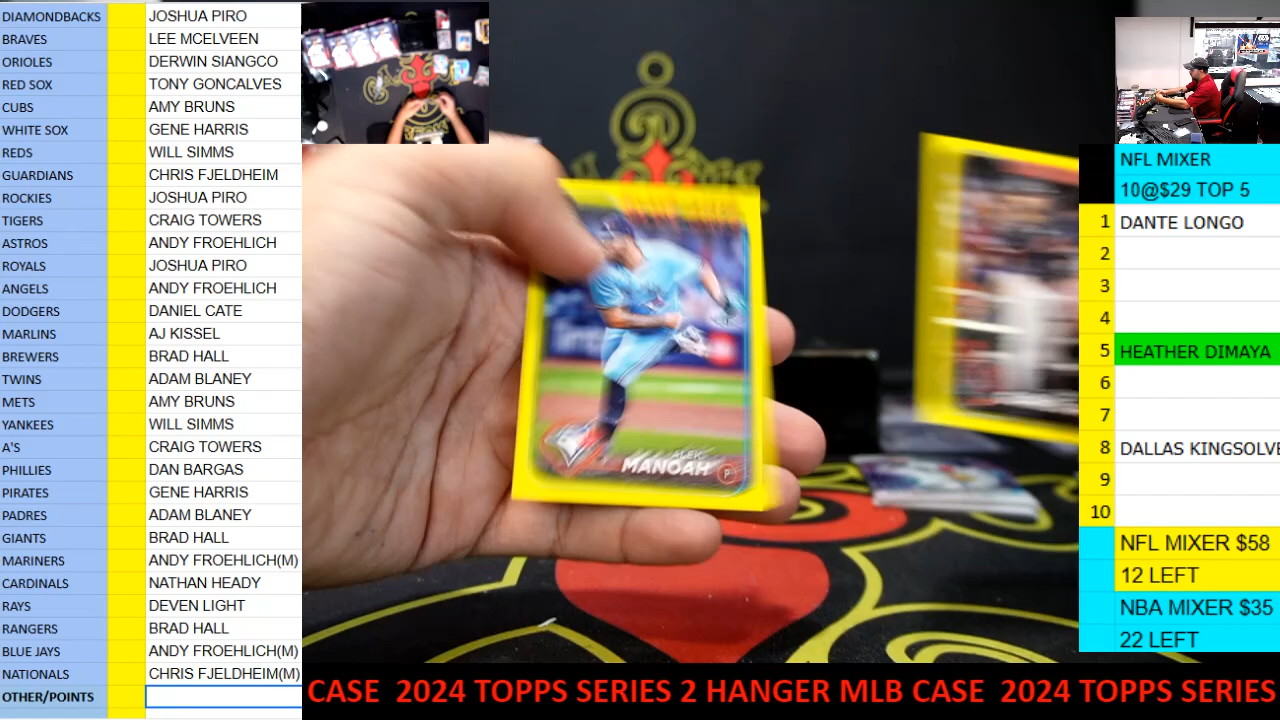 DIAMONDBACKS JOSHUA PIRO
BRAVES LEE MCELVEEN
ORIOLES DERWIN SIANGCO
RED SOX TONY GONCALVES
CUBS AMY BRUNS
WHITE SOX GENE HARRIS
REDS WILL SIMMS
GUARDIANS CHRIS FJELDHEIM
ROCKIES JOSHUA PIRO
TIGERS CRAIG TOWERS
ASTROS ANDY FROEHLICH
ROYALS JOSHUA PIRO
ANGELS ANDY FROEHLICH
DODGERS DANIEL CATE
MARLINS AJ KISSEL
BREWERS BRAD HALL
TWINS ADAM BLANEY
METS AMY BRUNS
YANKEES WILL SIMMS
A'S CRAIG TOWERS
PHILLIES DAN BARGAS
PIRATES GENE HARRIS
PADRES ADAM BLANEY
GIANTS BRAD HALL
MARINERS ANDY FROEHLICH(M)
CARDINALS NATHAN HEADY
RAYS DEVEN LIGHT
RANGERS BRAD HALL
BLUE JAYS ANDY FROEHLICH(M)
NATIONALS CHRIS FJELDHEIM(M)
OTHER/POINTS
ALEK
MANOAH P
NFL MIXER
10@$29 TOP 5
1 DANTE LONGO
2
3
4
5 HEATHER DIMAYA
6
7
8 DALLAS KINGSOLVE
9
10
NFL MIXER $58
12 LEFT
NBA MIXER $35
22 LEFT
CASE 2024 TOPPS SERIES 2 HANGER MLB CASE 2024 TOPPS SERIES